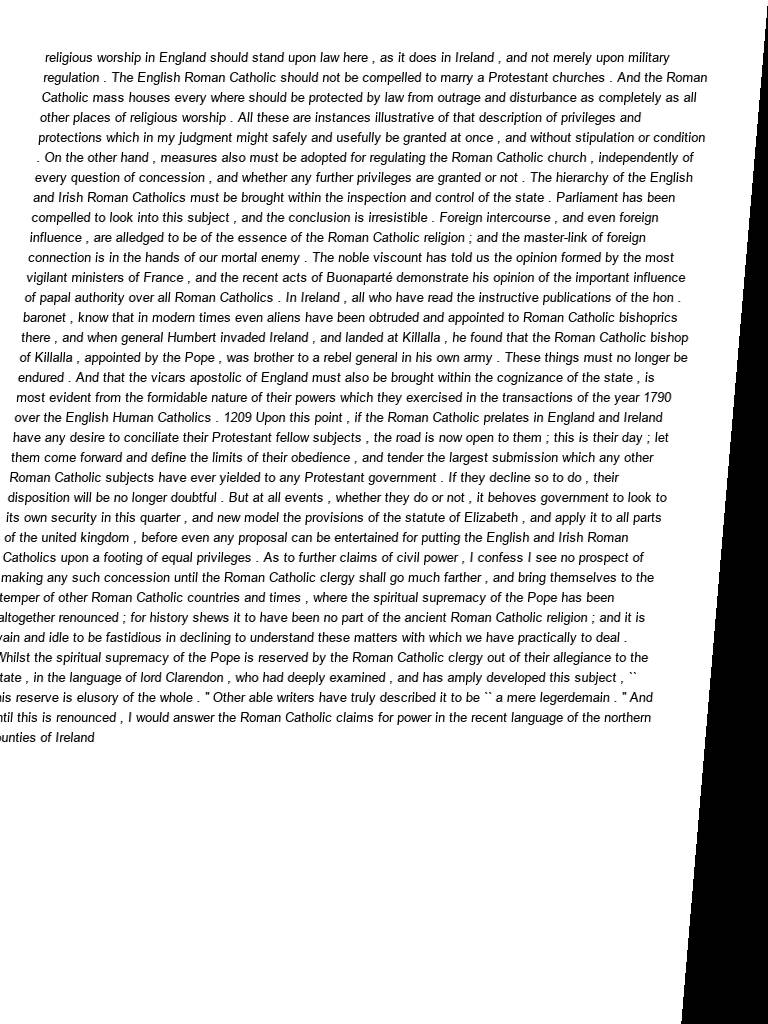 religious worship in England should stand upon law here , as it does in Ireland , and not merely upon military
regulation . The English Roman Catholic should not be compelled to marry a Protestant churches . And the Roman
Catholic mass houses every where should be protected by law from outrage and disturbance as completely as all
other places of religious worship . All these are instances illustrative of that description of privileges and
protections which in my judgment might safely and usefully be granted at once , and without stipulation or condition
. On the other hand , measures also must be adopted for regulating the Roman Catholic church , independently of
every question of concession , and whether any further privileges are granted or not . The hierarchy of the English
and Irish Roman Catholics must be brought within the inspection and control of the state . Parliament has been
compelled to look into this subject , and the conclusion is irresistible . Foreign intercourse , and even foreign
influence , are alledged to be of the essence of the Roman Catholic religion ; and the master-link of foreign
connection is in the hands of our mortal enemy . The noble viscount has told us the opinion formed by the most
vigilant ministers of France , and the recent acts of Buonaparté demonstrate his opinion of the important influence
of papal authority over all Roman Catholics . In Ireland , all who have read the instructive publications of the hon .
baronet , know that in modern times even aliens have been obtruded and appointed to Roman Catholic bishoprics
there , and when general Humbert invaded Ireland , and landed at Killalla , he found that the Roman Catholic bishop
of Killalla , appointed by the Pope , was brother to a rebel general in his own army . These things must no longer be
endured . And that the vicars apostolic of England must also be brought within the cognizance of the state , is
most evident from the formidable nature of their powers which they exercised in the transactions of the year 1790
over the English Human Catholics . 1209 Upon this point , if the Roman Catholic prelates in England and Ireland
have any desire to conciliate their Protestant fellow subjects , the road is now open to them ; this is their day ; let
them come forward and define the limits of their obedience , and tender the largest submission which any other
Roman Catholic subjects have ever yielded to any Protestant government . If they decline so to do , their
disposition will be no longer doubtful . But at all events , whether they do or not , it behoves government to look to
its own security in this quarter , and new model the provisions of the statute of Elizabeth , and apply it to all parts
of the united kingdom , before even any proposal can be entertained for putting the English and Irish Roman
Catholics upon a footing of equal privileges . As to further claims of civil power , I confess I see no prospect of
making any such concession until the Roman Catholic clergy shall go much farther , and bring themselves to the
temper of other Roman Catholic countries and times , where the spiritual supremacy of the Pope has been
altogether renounced ; for history shews it to have been no part of the ancient Roman Catholic religion ; and it is
vain and idle to be fastidious in declining to understand these matters with which we have practically to deal .
Whilst the spiritual supremacy of the Pope is reserved by the Roman Catholic clergy out of their allegiance to the
tate , in the language of lord Clarendon , who had deeply examined , and has amply developed this subject , ``
is reserve is elusory of the whole . '' Other able writers have truly described it to be `` a mere legerdemain . '' And
ntil this is renounced , I would answer the Roman Catholic claims for power in the recent language of the northern
ounties of Ireland